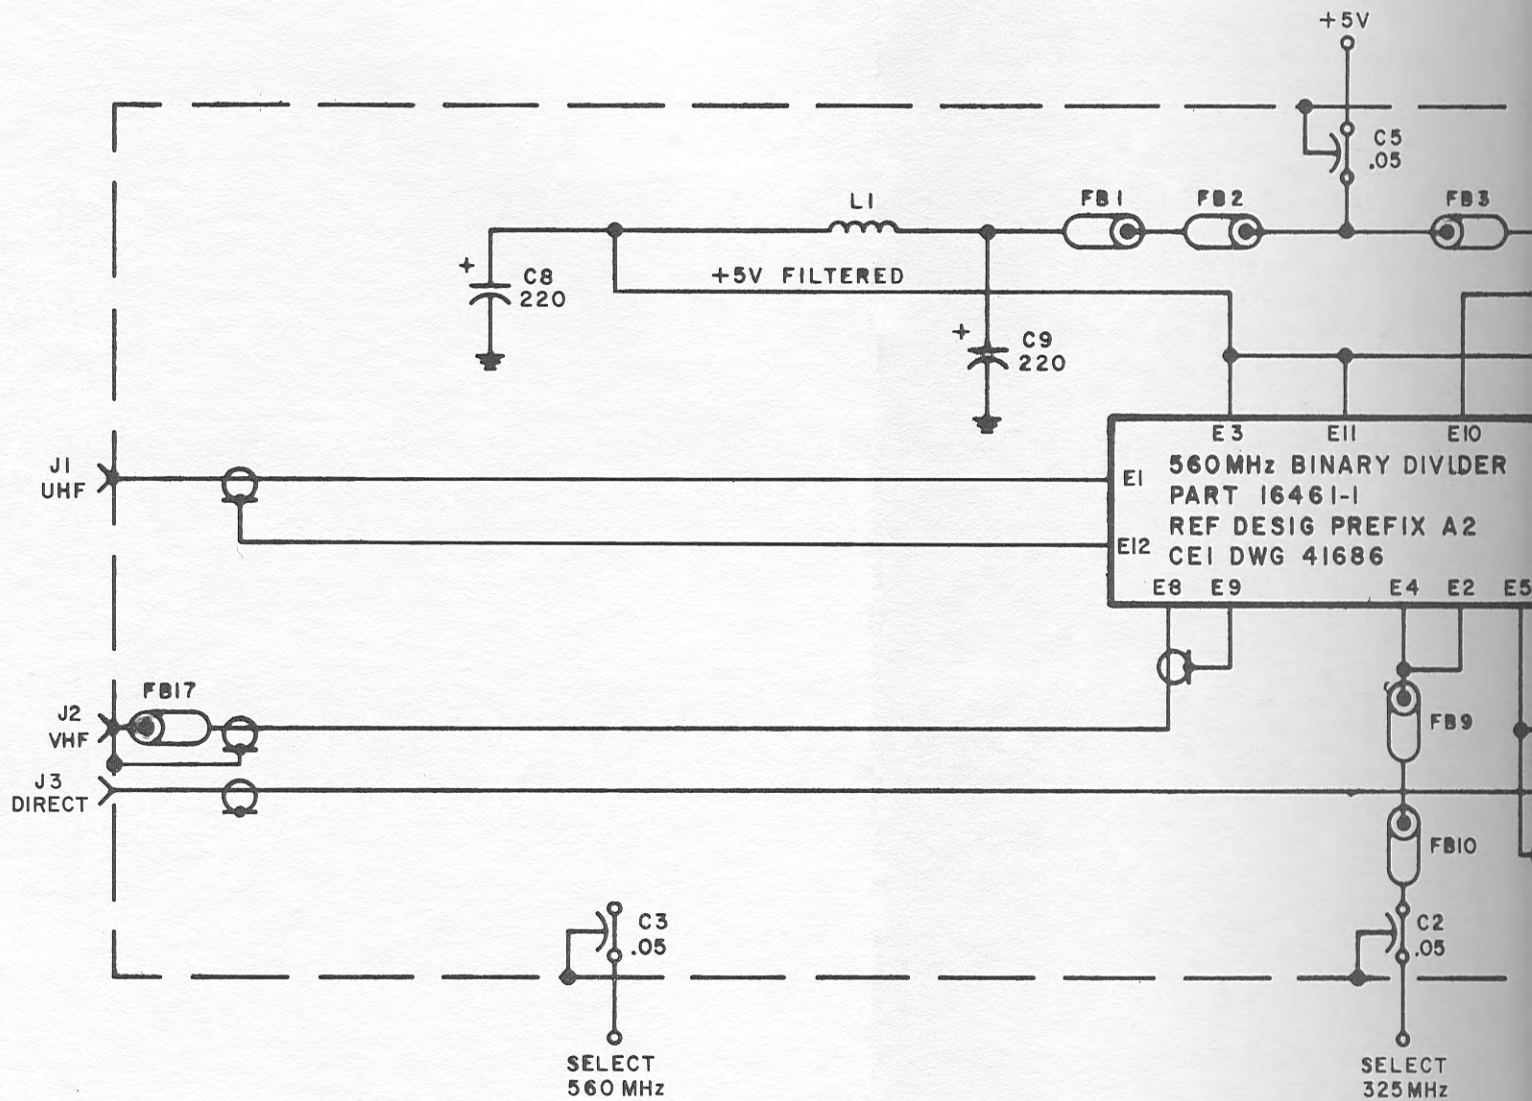 +5V
C5
.05
FB1
FB2
FB3
L1
+
C8
220
+5V FILTERED
+
C9
220
E3
E11
E10
J1
UHF
E1
560MHz BINARY DIVIDER
PART 16461-1
REF DESIG PREFIX A2
CEI DWG 41686
E12
E8
E9
E4
E2
E5
FB17
J2
VHF
FB9
J3
DIRECT
FB10
C3
.05
C2
.05
SELECT
560 MHz
SELECT
325 MHz